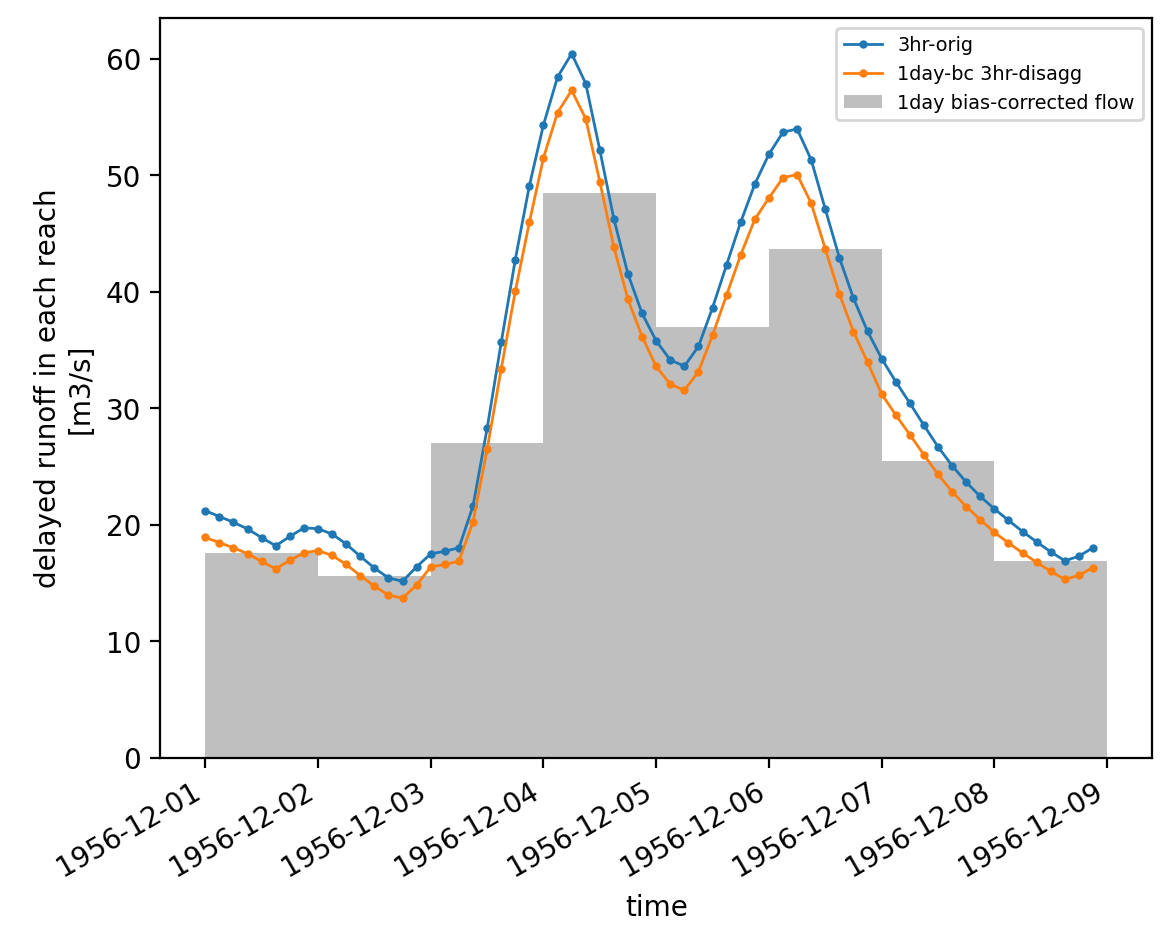 delayed runoff in each reach
[m3/s]
60
50
40
30
20
10
0
3hr-orig
1day-bc 3hr-disagg
1day bias-corrected flow
1956-12-01
1956-12-02
1956-12-03
1956-12-04
1956-12-05
1956-12-06
1956-12-07
1956-12-08
1956-12-09
time